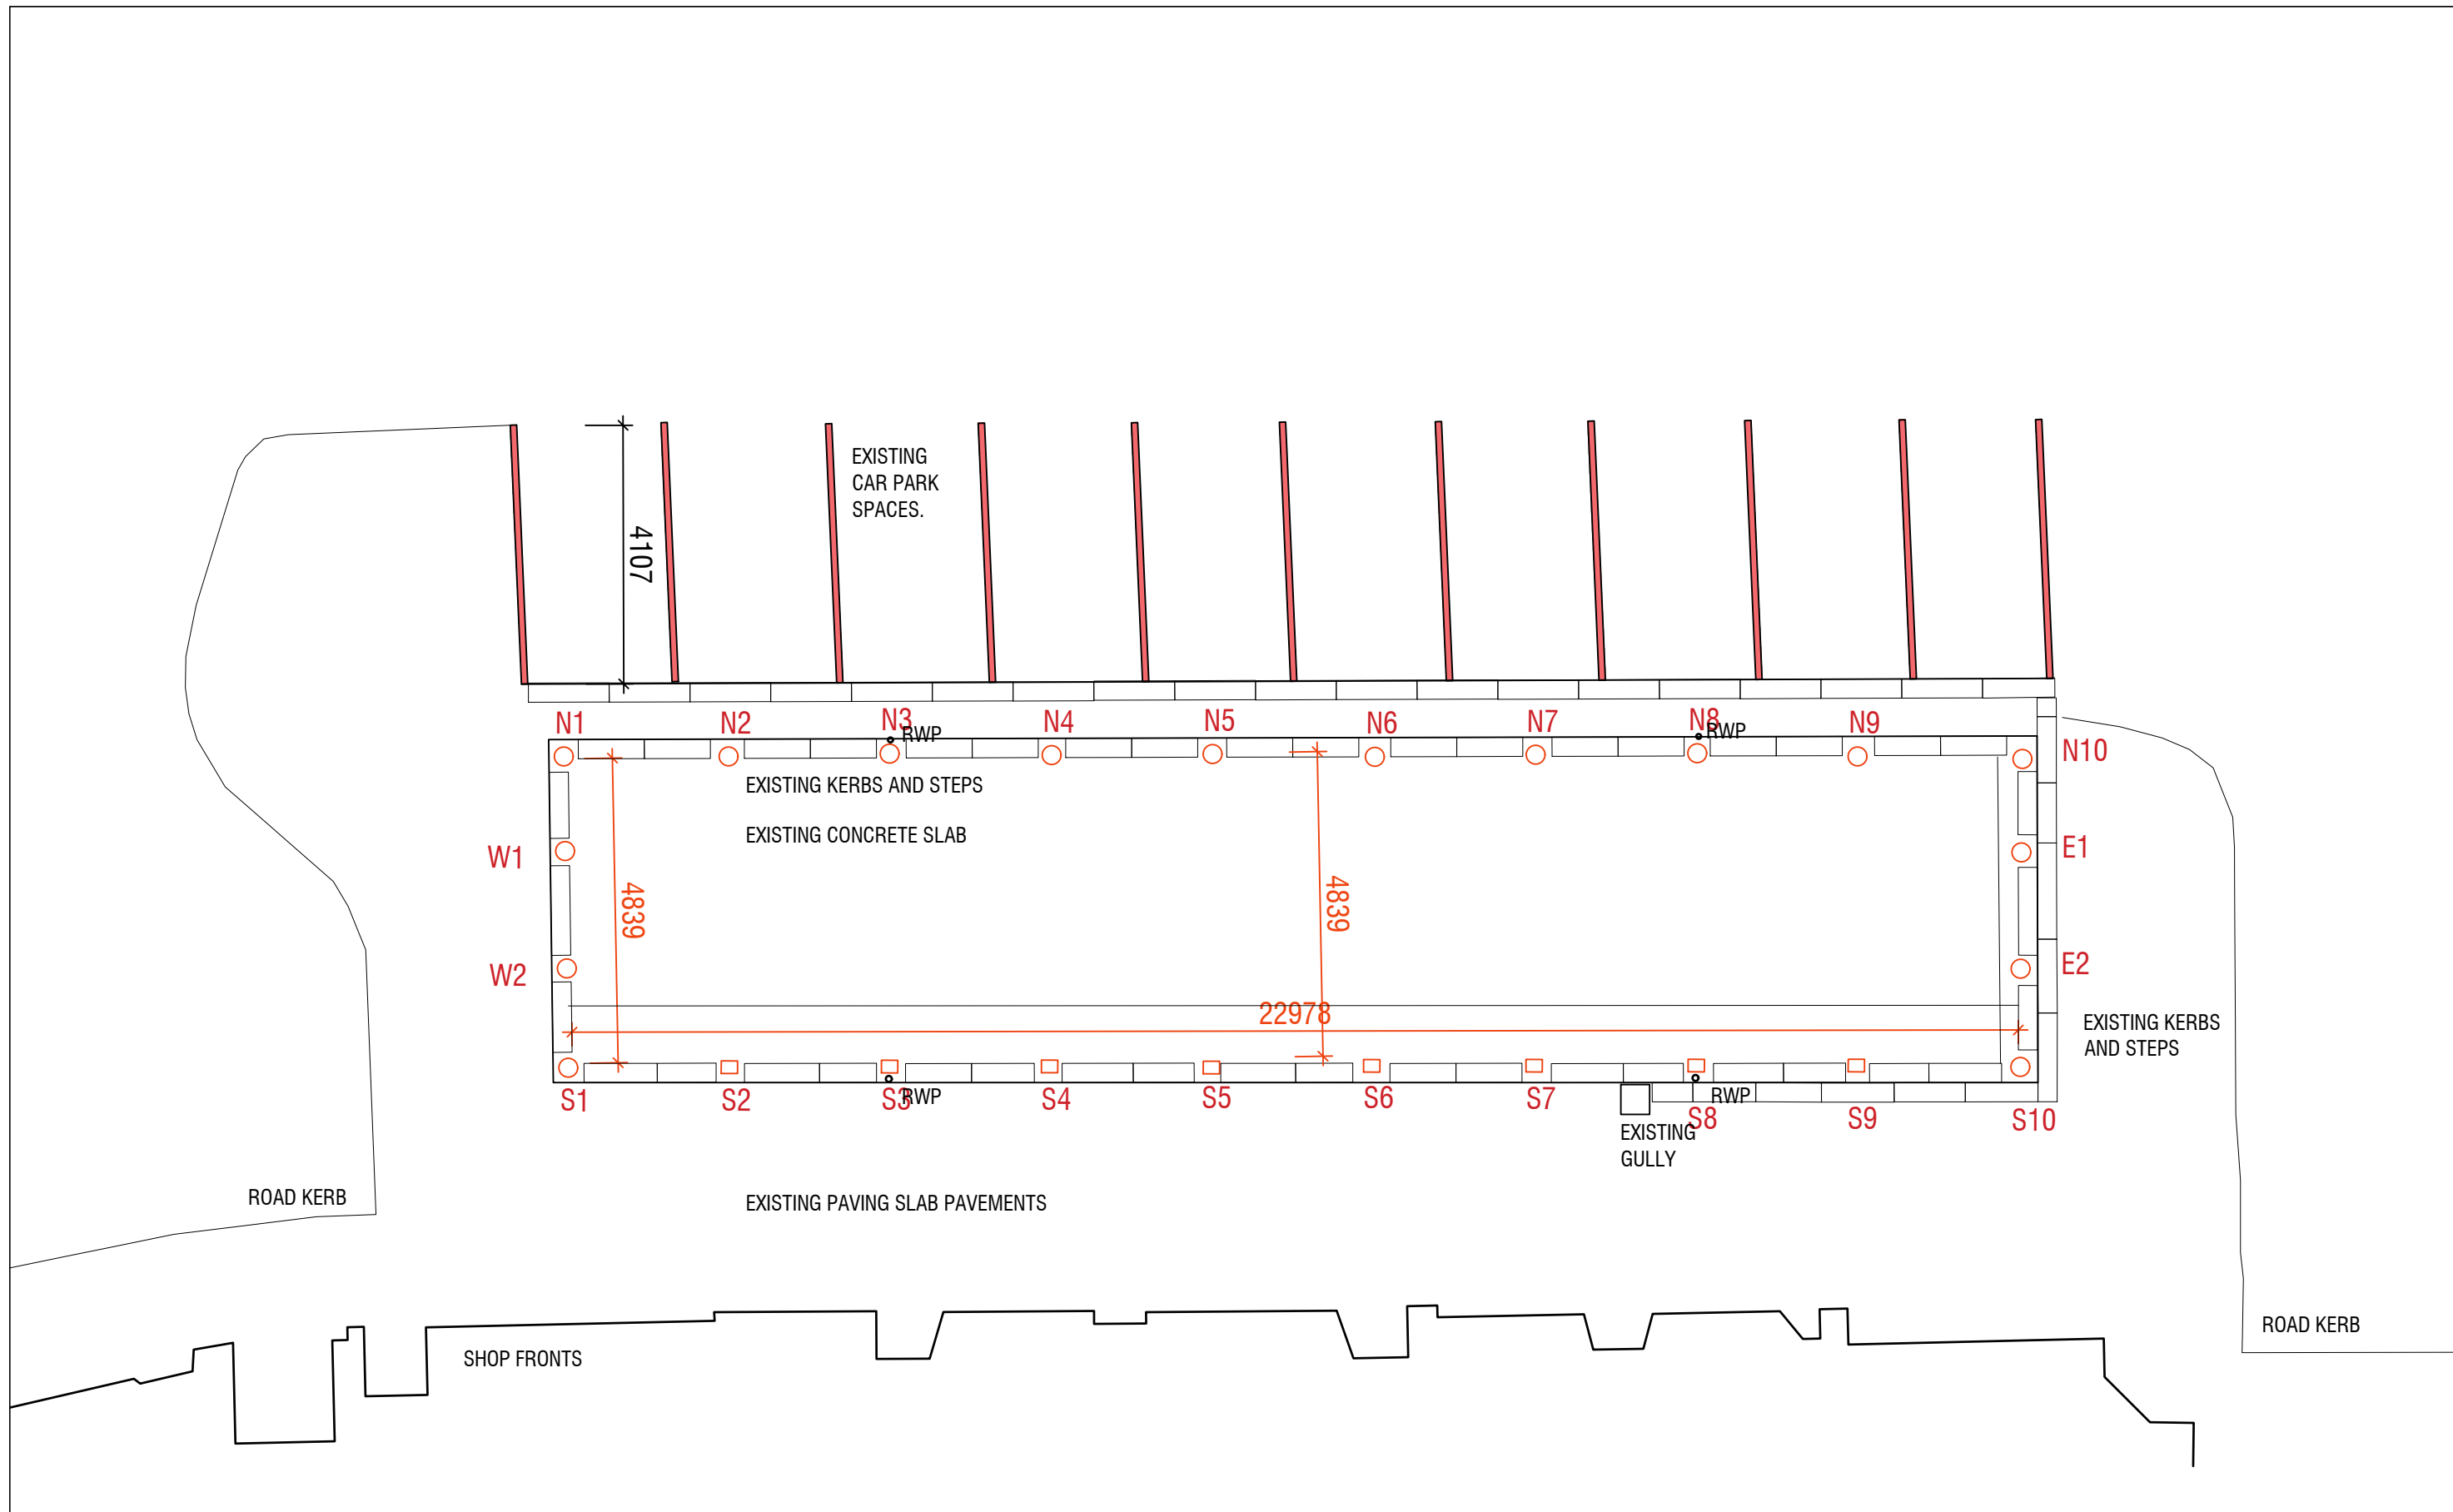 EXISTING
CAR PARK
SPACES.
4107
N1
N2
N3
RWP
N4
N5
N6
N7
N8
RWP
N9
N10
EXISTING KERBS AND STEPS
EXISTING CONCRETE SLAB
W1
E1
4839
4839
W2
E2
22978
EXISTING KERBS
AND STEPS
S1
S2
S3
RWP
S4
S5
S6
S7
S8
RWP
S9
S10
EXISTING
GULLY
ROAD KERB
EXISTING PAVING SLAB PAVEMENTS
ROAD KERB
SHOP FRONTS